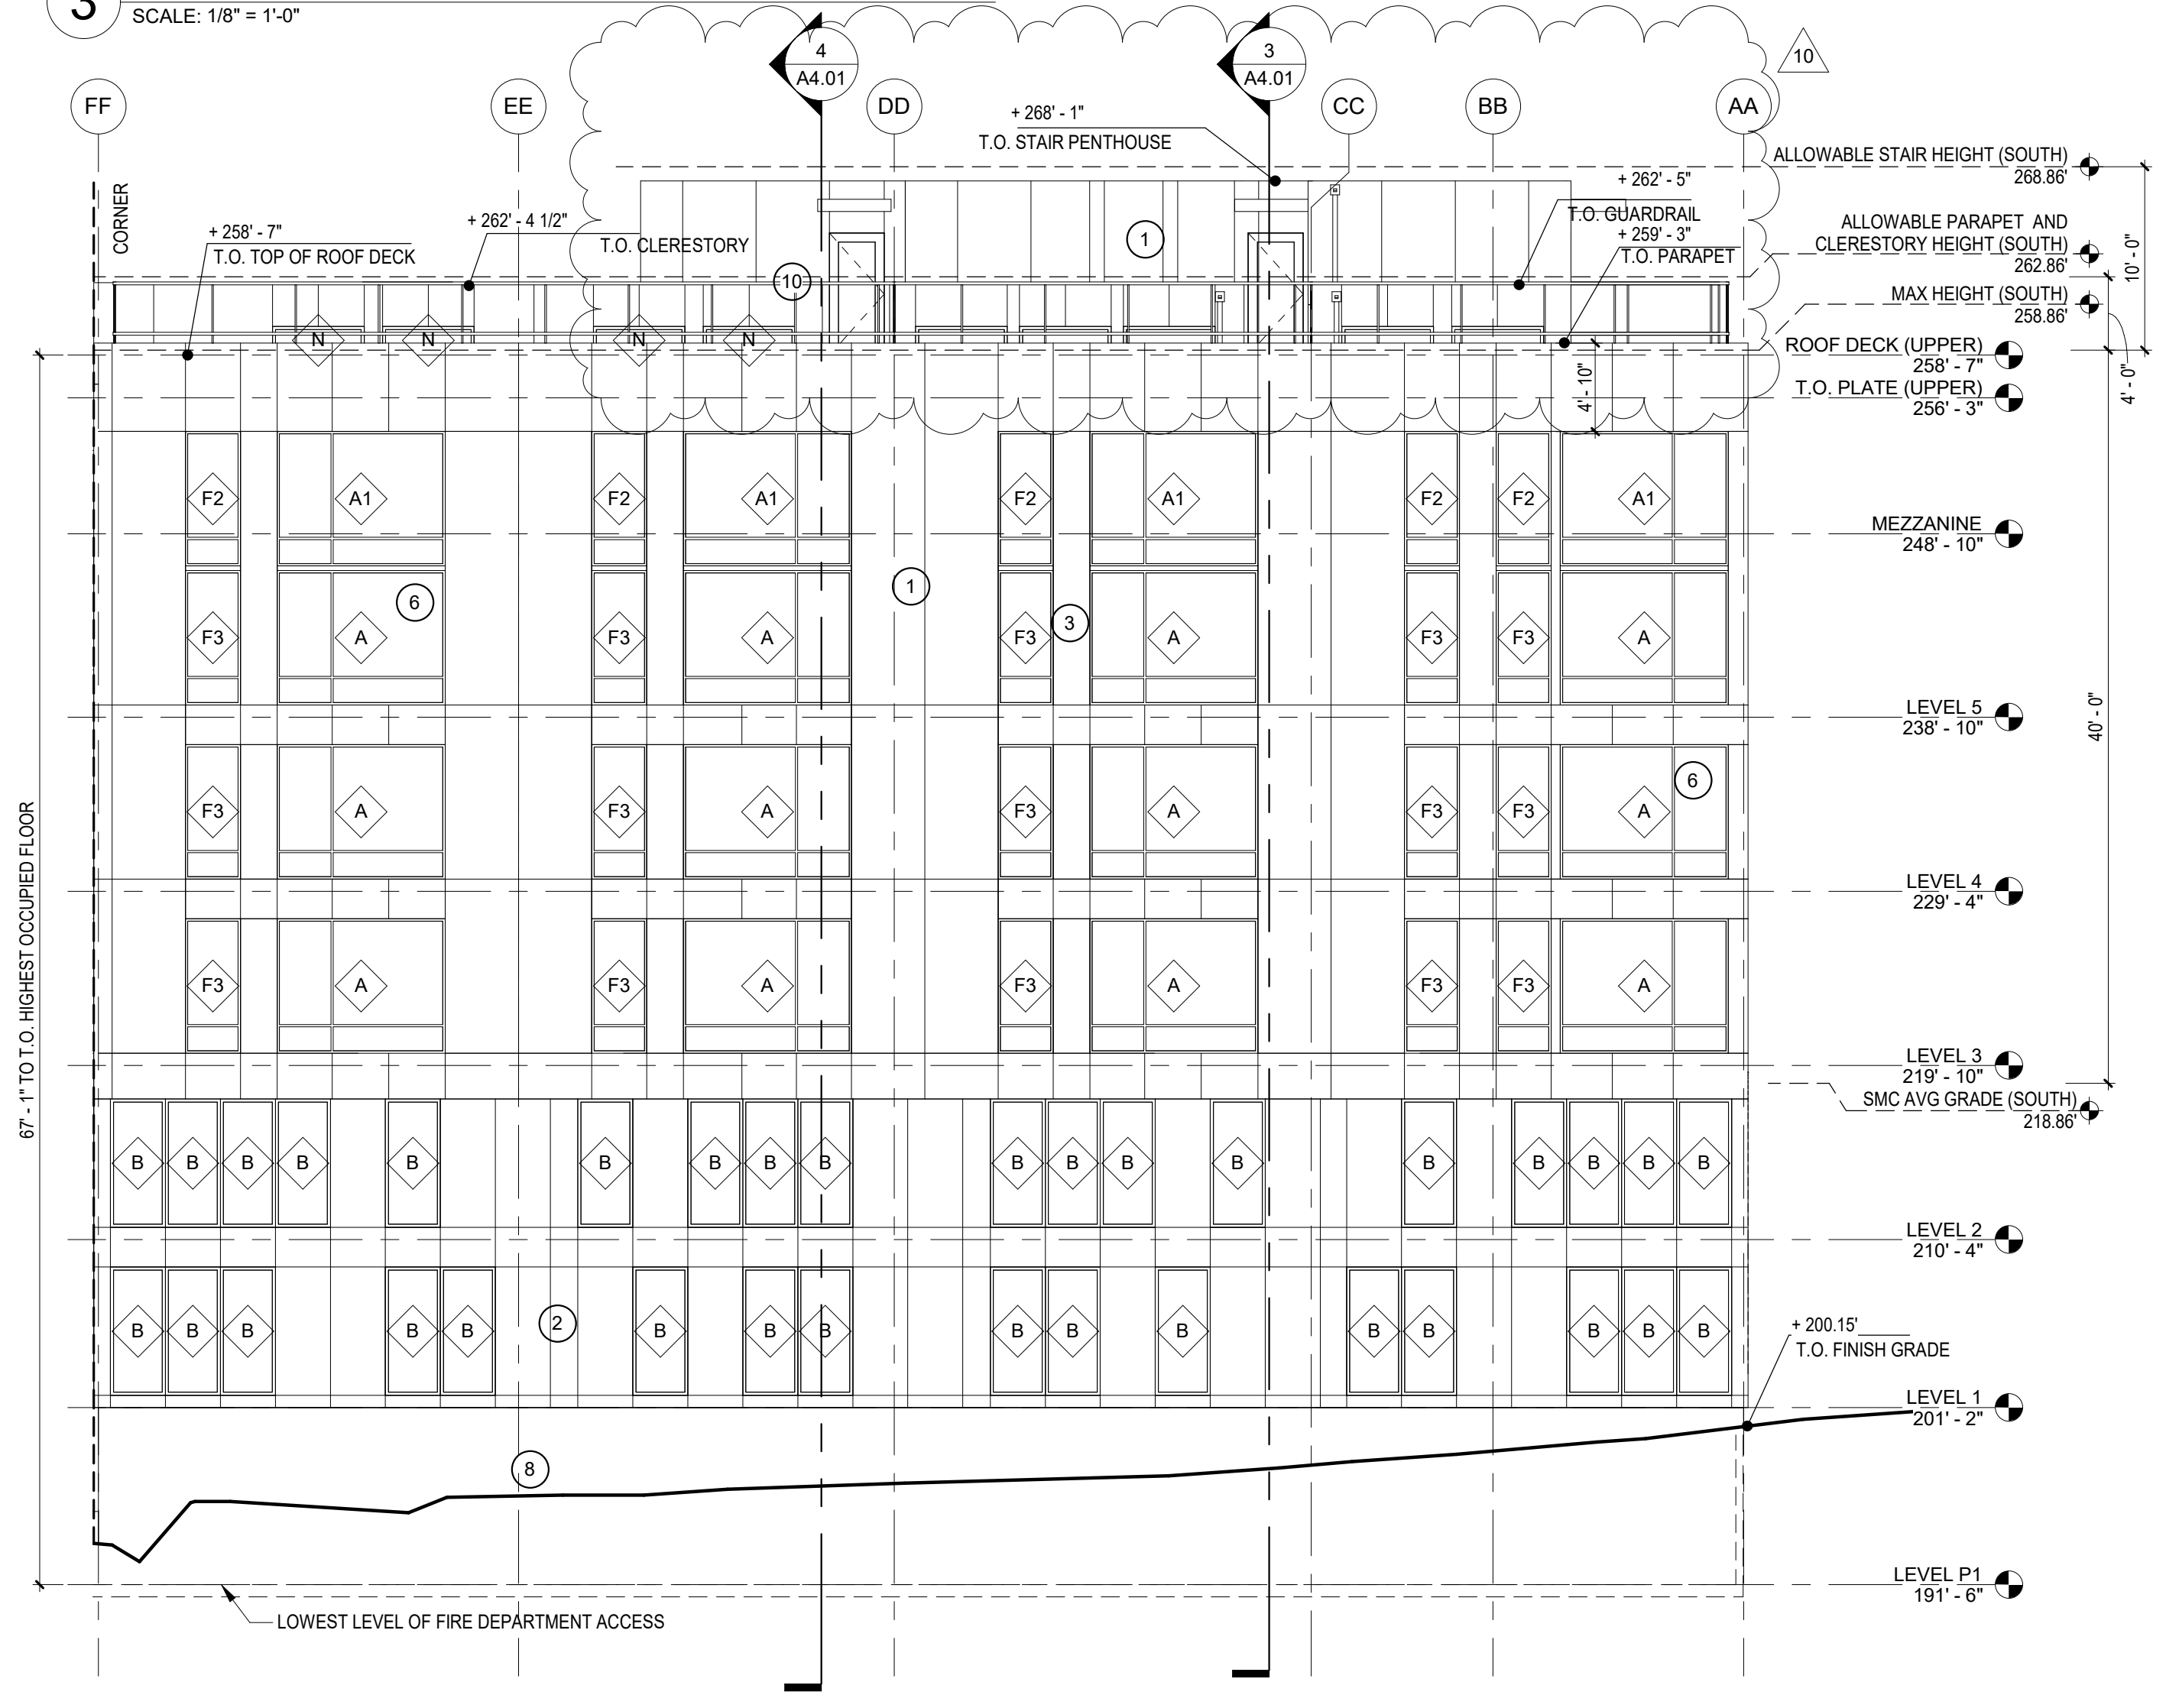 3
SCALE: 1/8" = 1'-0"
4
A4.01
3
A4.01
10
FF
EE
DD
CC
BB
AA
+ 268' - 1"
T.O. STAIR PENTHOUSE
ALLOWABLE STAIR HEIGHT (SOUTH)
268.86'
CORNER
+ 258' - 7"
T.O. TOP OF ROOF DECK
+ 262' - 4 1/2"
T.O. CLERESTORY
1
10
+ 262' - 5"
T.O. GUARDRAIL
+ 259' - 3"
T.O. PARAPET
ALLOWABLE PARAPET AND
CLERESTORY HEIGHT (SOUTH)
262.86'
10' - 0"
MAX HEIGHT (SOUTH)
258.86'
N N N N
ROOF DECK (UPPER)
258' - 7"
4' - 10"
4' - 0"
T.O. PLATE (UPPER)
256' - 3"
F2 A1 F2 A1 F2 A1 F2 F2 A1
MEZZANINE
248' - 10"
6
1
3
F3 A F3 A F3 A F3 F3 A
LEVEL 5
238' - 10"
40' - 0"
6
F3 A F3 A F3 A F3 F3 A
LEVEL 4
229' - 4"
67' - 1" TO T.O. HIGHEST OCCUPIED FLOOR
F3 A F3 A F3 A F3 F3 A
LEVEL 3
219' - 10"
SMC AVG GRADE (SOUTH)
218.86'
B B B B B B B B B B B B B B B B B B
LEVEL 2
210' - 4"
2
B B B B B B B B B B B B B B B B
+ 200.15'
T.O. FINISH GRADE
LEVEL 1
201' - 2"
8
LEVEL P1
191' - 6"
LOWEST LEVEL OF FIRE DEPARTMENT ACCESS